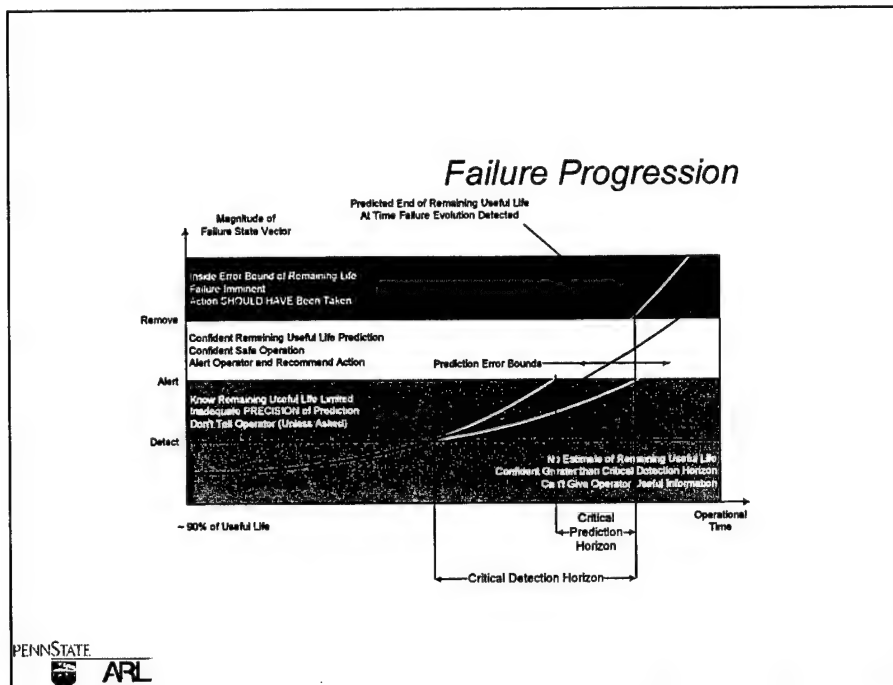 Failure Progression
Predicted End of Remaining Useful Life
At Time Failure Evolution Detected
Magnitude of
Failure State Vector
Inside Error Bound of Remaining Life
Failure Imminent
Action SHOULD HAVE Been Taken
Remove
Confident Remaining Useful Life Prediction
Confident Safe Operation
Alert Operator and Recommend Action
Prediction Error Bounds
Alert
Know Remaining Useful Life Limited
Inadequate PRECISION of Prediction
Don't Tell Operator (Unless Asked)
Detect
No Estimate of Remaining Useful Life
Confident Greater than Critical Detection Horizon
Can't Give Operator Useful Information
~ 90% of Useful Life
Critical
Prediction
Horizon
Operational
Time
Critical Detection Horizon
PENNSTATE
ARL